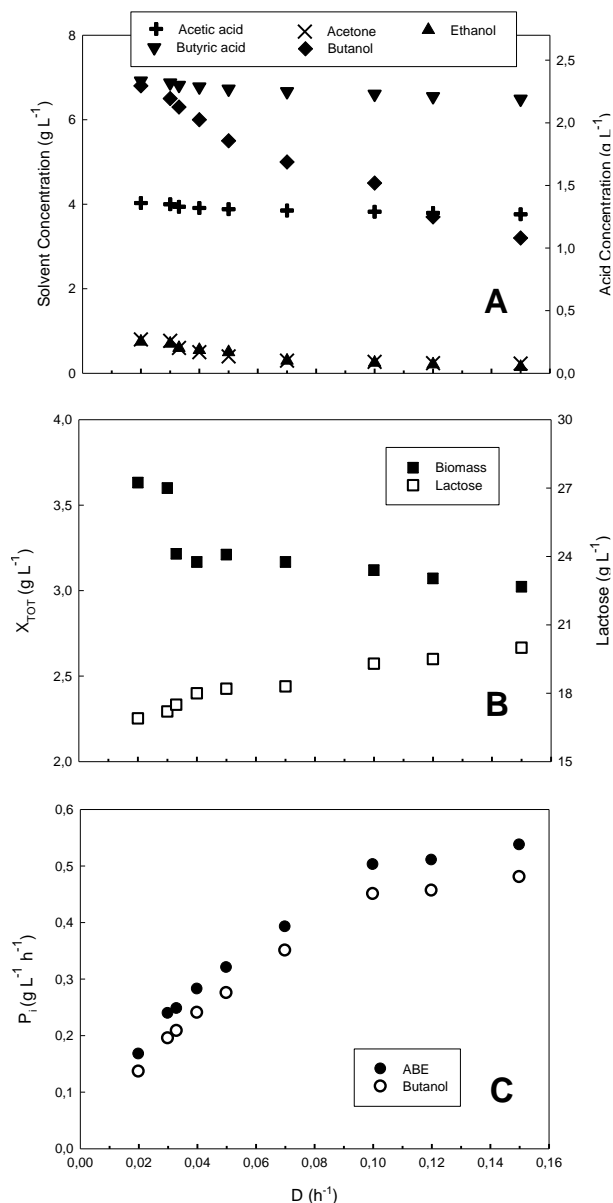 Acetic acid Acetone Ethanol
Butyric acid Butanol
8
6
4
2
0
Solvent Concentration (g L⁻¹)
2,5
2,0
1,5
1,0
0,5
0,0
Acid Concentration (g L⁻¹)
A
4,0
3,5
3,0
2,5
2,0
X_TOT (g L⁻¹)
Biomass
Lactose
30
27
24
21
18
15
Lactose (g L⁻¹)
B
0,6
0,5
0,4
0,3
0,2
0,1
0,0
P_i (g L⁻¹ h⁻¹)
ABE
Butanol
C
0,00 0,02 0,04 0,06 0,08 0,10 0,12 0,14 0,16
D (h⁻¹)